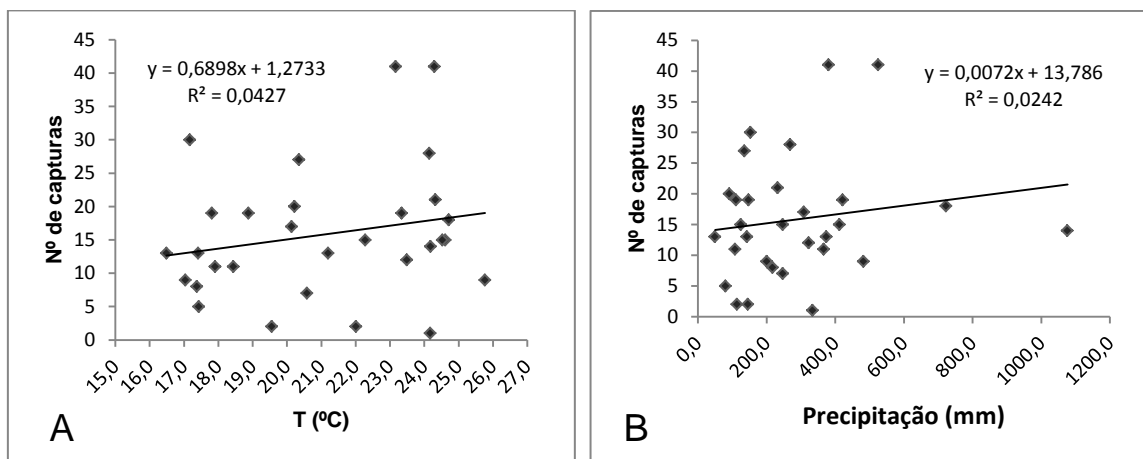 45
40
35
30
25
20
15
10
5
0
Nº de capturas
y = 0,6898x + 1,2733
R² = 0,0427
15,0 16,0 17,0 18,0 19,0 20,0 21,0 22,0 23,0 24,0 25,0 26,0 27,0
T (ºC)
A
45
40
35
30
25
20
15
10
5
0
Nº de capturas
y = 0,0072x + 13,786
R² = 0,0242
0,0 200,0 400,0 600,0 800,0 1000,0 1200,0
Precipitação (mm)
B